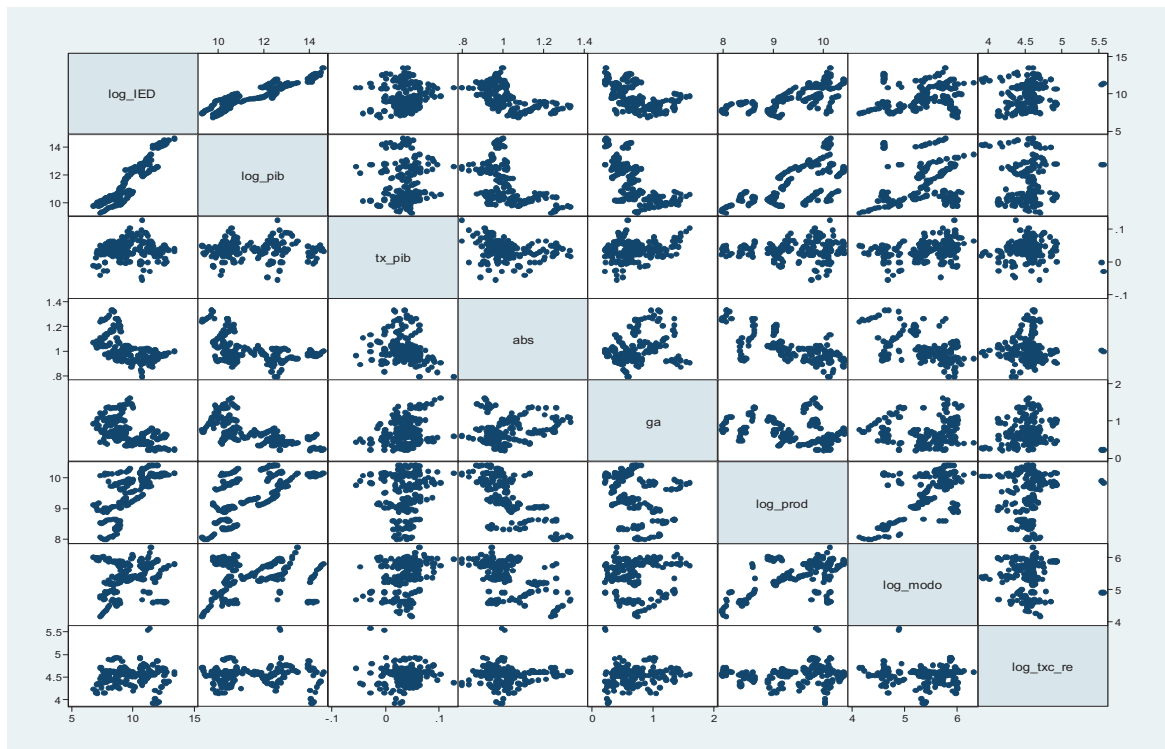 10 12 14 .8 1 1.2 1.4 8 9 10 4 4.5 5 5.5
log_IED 15 10 5
14 12 10 log_pib
tx_pib .1 0 -.1
1.4 1.2 1 .8 abs
ga 2 1 0
10 9 8 log_prod
log_modo 6 5 4
5.5 5 4.5 4 log_txc_re
5 10 15 -.1 0 .1 0 1 2 4 5 6